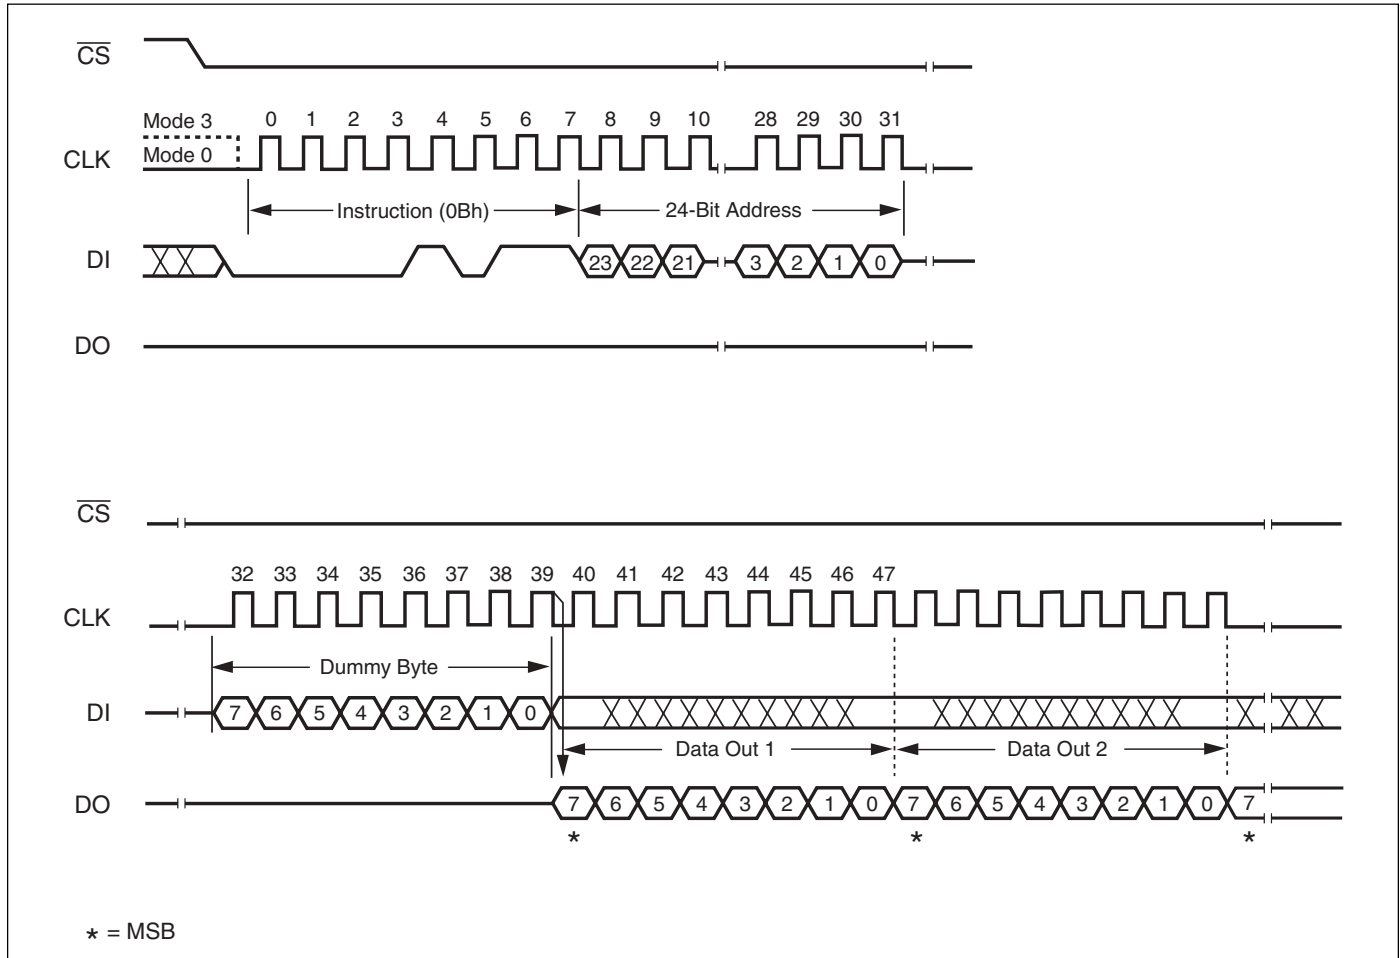 CS
Mode 3 0 1 2 3 4 5 6 7 8 9 10 28 29 30 31
Mode 0
CLK
Instruction (0Bh) 24-Bit Address
DI 23 22 21 3 2 1 0
DO
CS
32 33 34 35 36 37 38 39 40 41 42 43 44 45 46 47
CLK
Dummy Byte
DI 7 6 5 4 3 2 1 0
Data Out 1 Data Out 2
DO 7 6 5 4 3 2 1 0 7 6 5 4 3 2 1 0 7
* * *
* = MSB